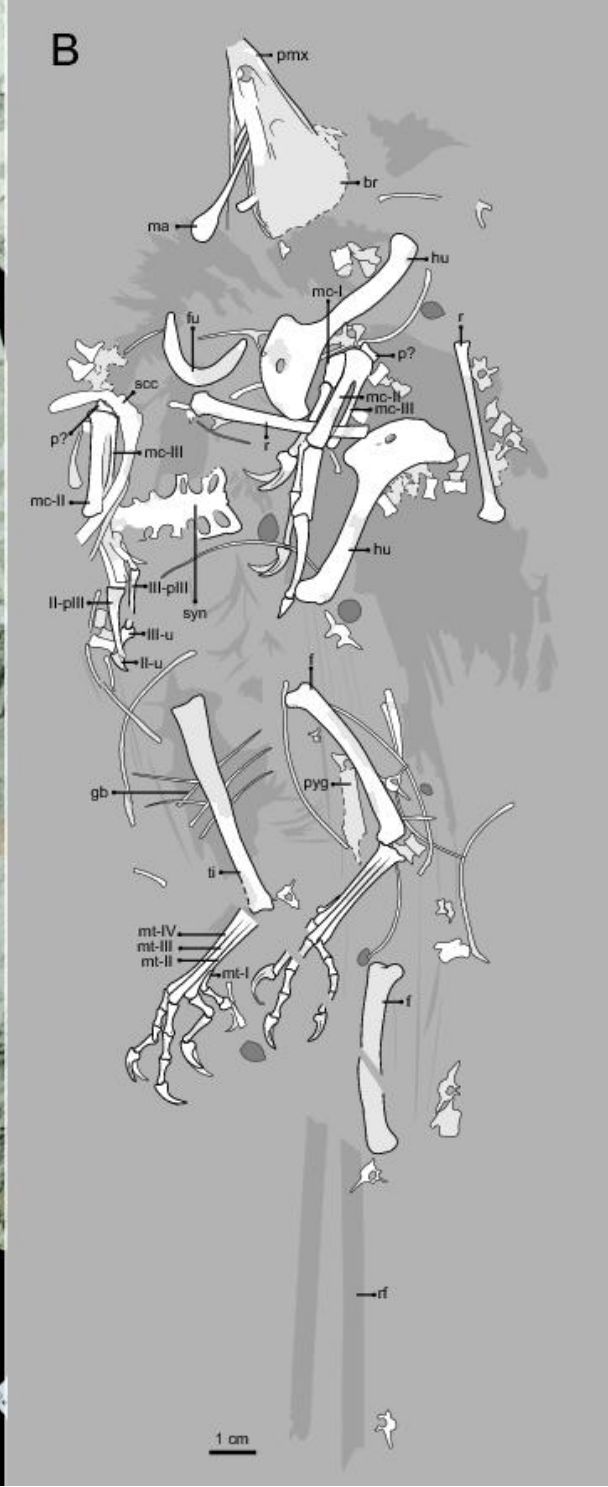 B
pmx
br
ma
hu
mc-I
fu
r
p?
scc
mc-II
mc-III
p?
mc-III
r
mc-II
hu
III-pIII
II-pIII
syn
III-u
II-u
f
gb
pyg
ti
mt-IV
mt-III
mt-II
mt-I
f
rf
1 cm